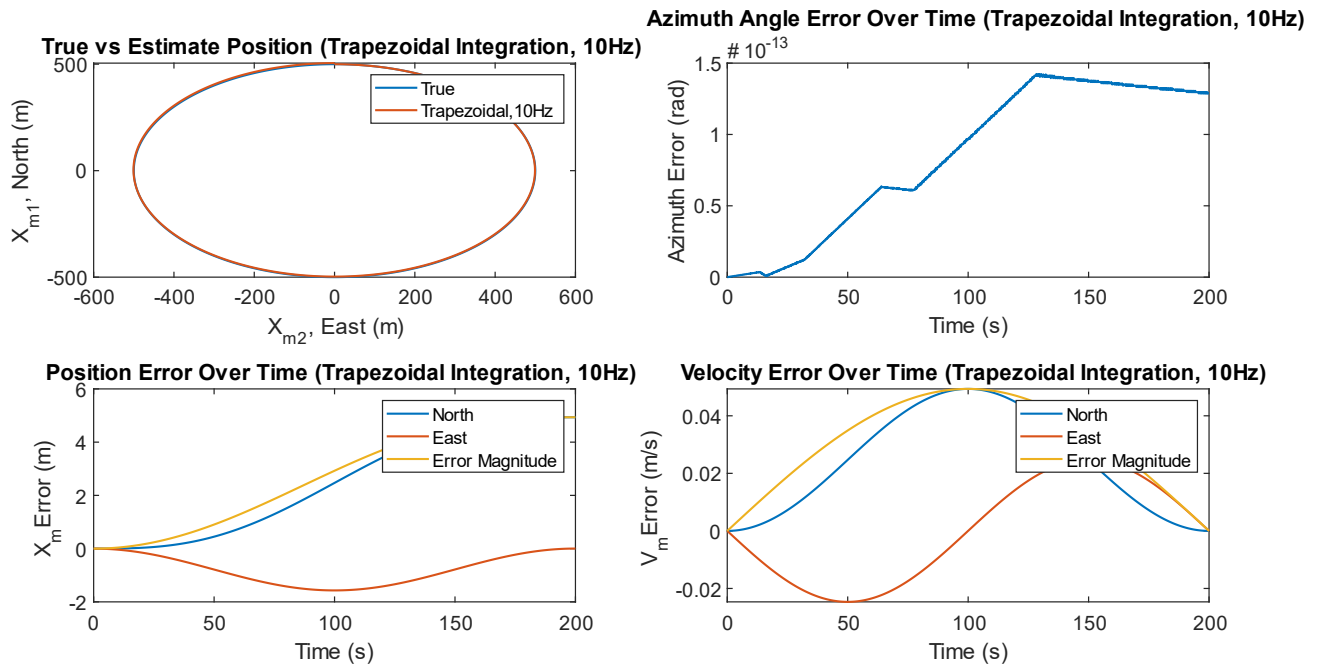 True vs Estimate Position (Trapezoidal Integration, 10Hz)
500
0
-500
-600 -400 -200 0 200 400 600
X_m1, North (m)
X_m2, East (m)
True
Trapezoidal,10Hz
Azimuth Angle Error Over Time (Trapezoidal Integration, 10Hz)
# 10^-13
1.5
1
0.5
0
0 50 100 150 200
Azimuth Error (rad)
Time (s)
Position Error Over Time (Trapezoidal Integration, 10Hz)
6
4
2
0
-2
0 50 100 150 200
X_m Error (m)
Time (s)
North
East
Error Magnitude
Velocity Error Over Time (Trapezoidal Integration, 10Hz)
0.04
0.02
0
-0.02
0 50 100 150 200
V_m Error (m/s)
Time (s)
North
East
Error Magnitude